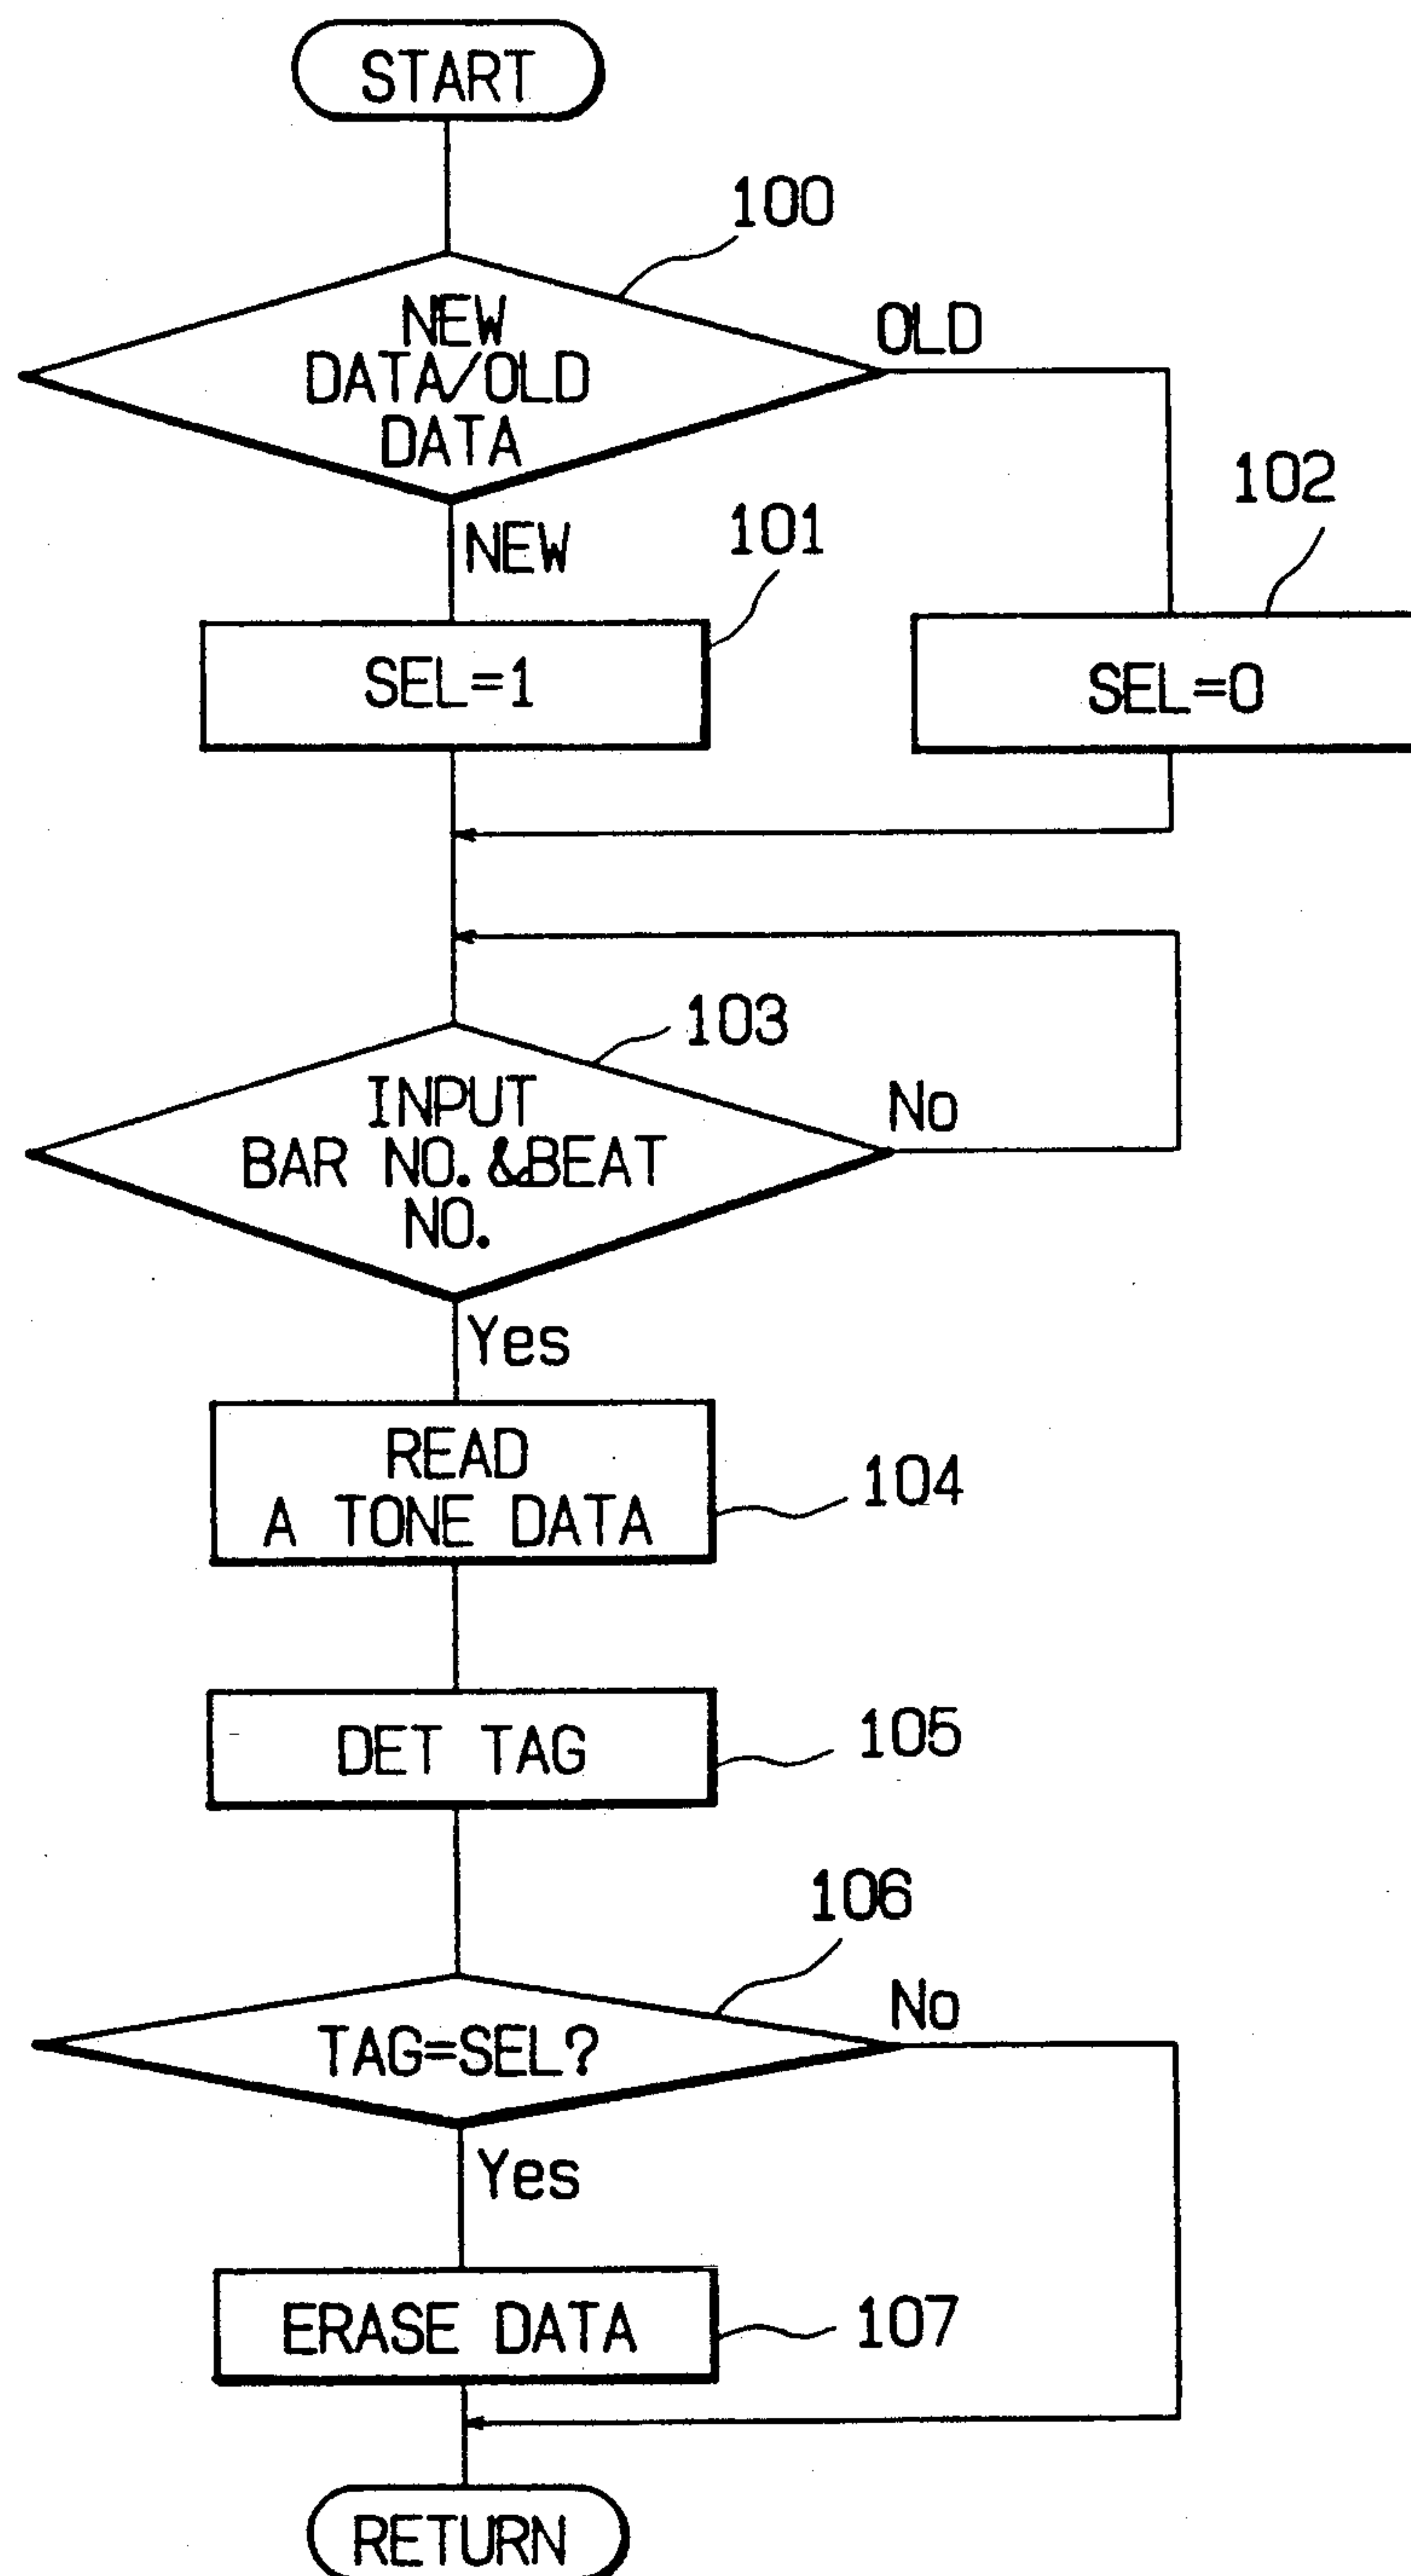 START
100
NEW
DATA/OLD
DATA
OLD
NEW
101
102
SEL=1
SEL=0
103
INPUT
BAR NO.&BEAT
NO.
No
Yes
READ
A TONE DATA
104
DET TAG
105
106
TAG=SEL?
No
Yes
ERASE DATA
107
RETURN